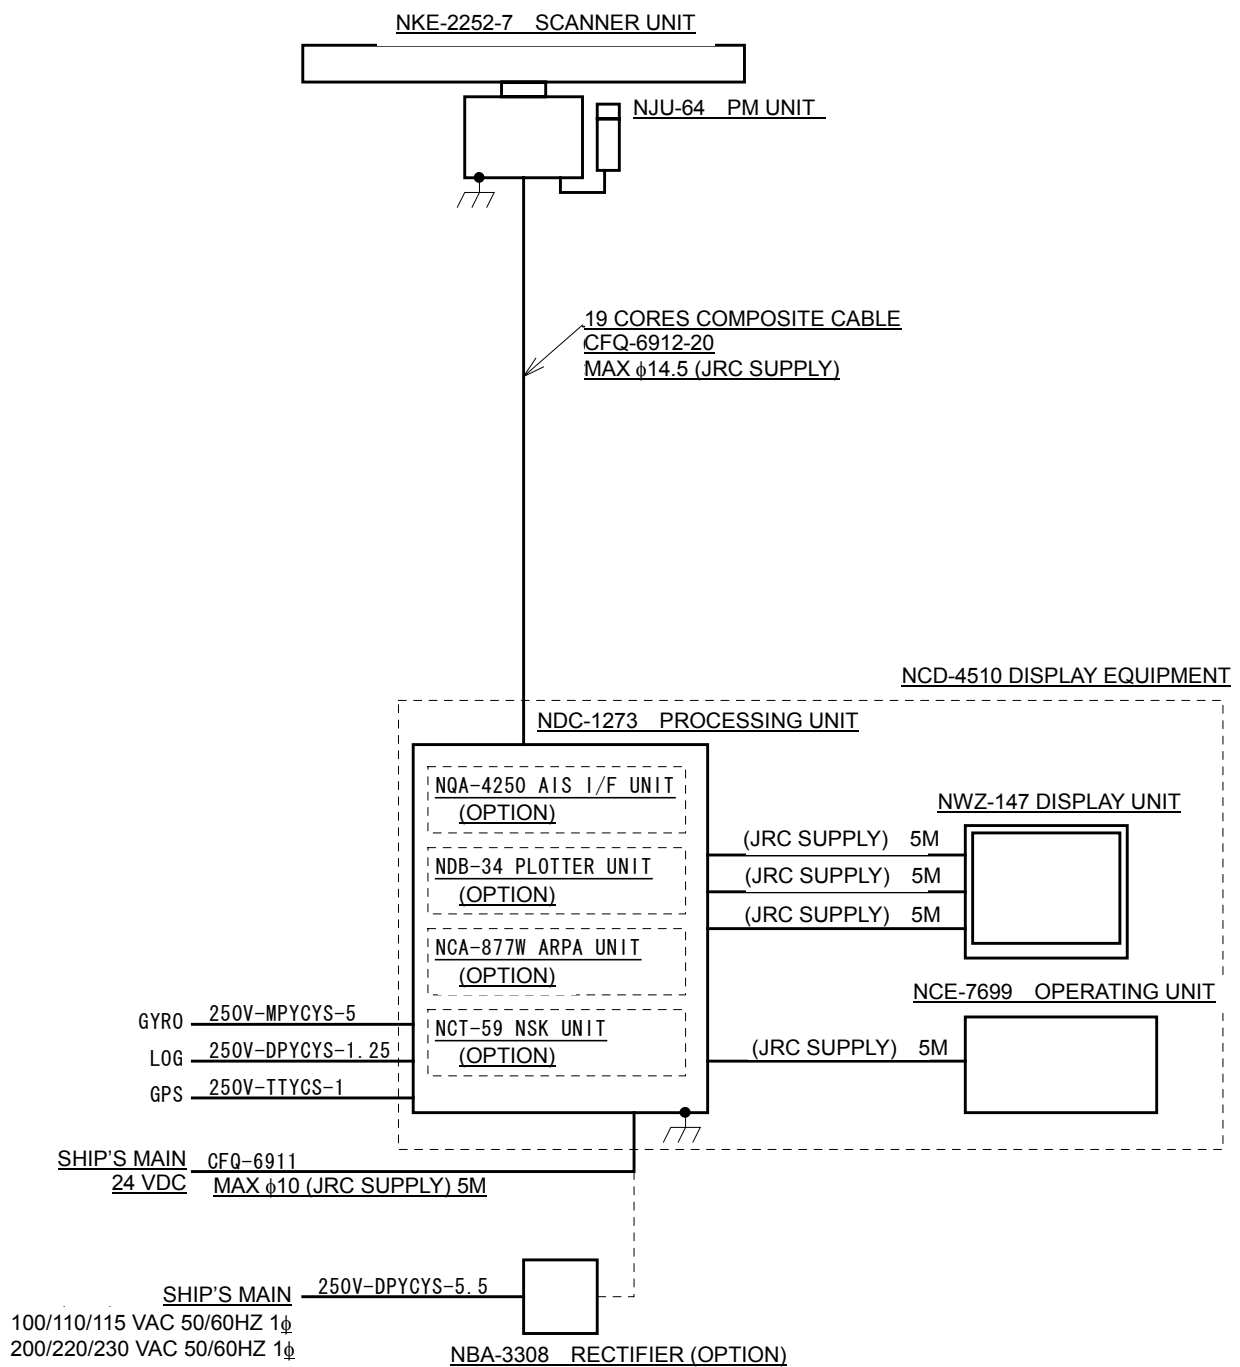 NKE-2252-7 SCANNER UNIT
NJU-64 PM UNIT
19 CORES COMPOSITE CABLE
CFQ-6912-20
MAX ϕ14.5 (JRC SUPPLY)
NCD-4510 DISPLAY EQUIPMENT
NDC-1273 PROCESSING UNIT
NQA-4250 AIS I/F UNIT
(OPTION)
NDB-34 PLOTTER UNIT
(OPTION)
NCA-877W ARPA UNIT
(OPTION)
NCT-59 NSK UNIT
(OPTION)
NWZ-147 DISPLAY UNIT
(JRC SUPPLY) 5M
(JRC SUPPLY) 5M
(JRC SUPPLY) 5M
NCE-7699 OPERATING UNIT
(JRC SUPPLY) 5M
GYRO 250V-MPYCYS-5
LOG 250V-DPYCYS-1.25
GPS 250V-TTYCS-1
SHIP'S MAIN
24 VDC
CFQ-6911
MAX ϕ10 (JRC SUPPLY) 5M
SHIP'S MAIN 250V-DPYCYS-5.5
100/110/115 VAC 50/60HZ 1ϕ
200/220/230 VAC 50/60HZ 1ϕ
NBA-3308 RECTIFIER (OPTION)